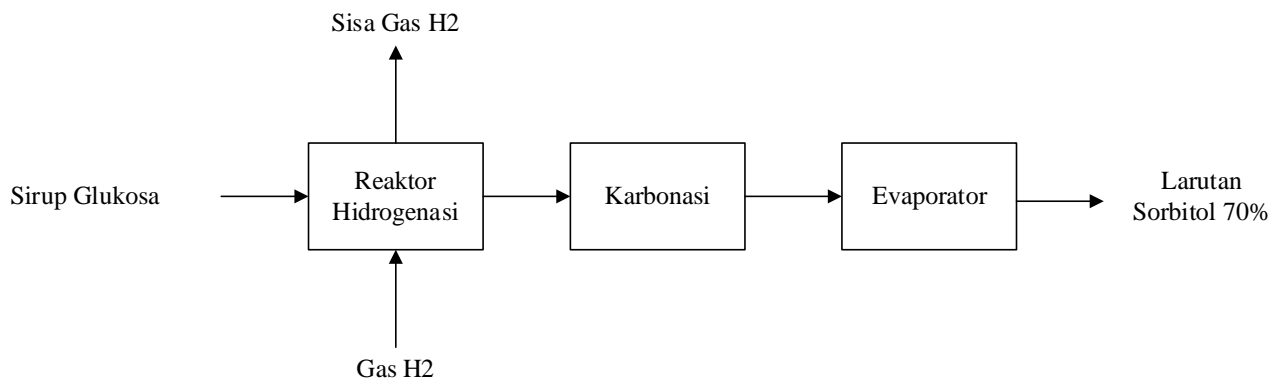 Sisa Gas H2
Sirup Glukosa
Reaktor
Hidrogenasi
Karbonasi
Evaporator
Larutan
Sorbitol 70%
Gas H2